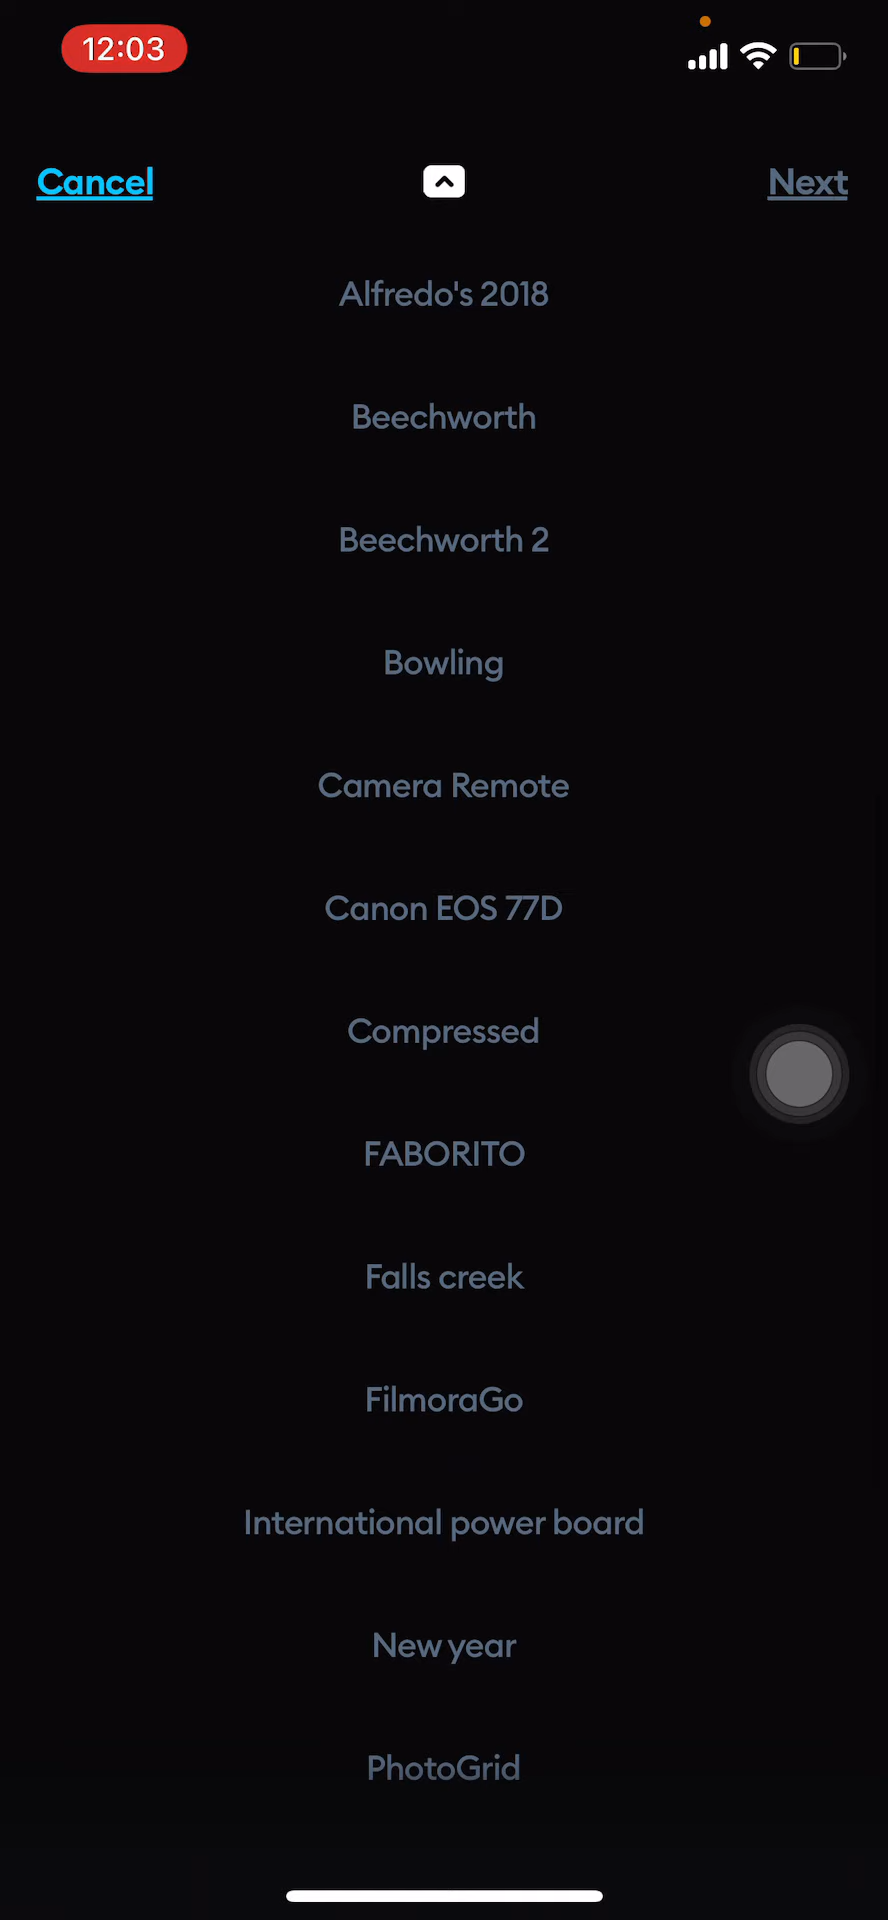 12:03
Cancel
Next
Alfredo's 2018
Beechworth
Beechworth 2
Bowling
Camera Remote
Canon EOS 77D
Compressed
FABORITO
Falls creek
FilmoraGo
International power board
New year
PhotoGrid